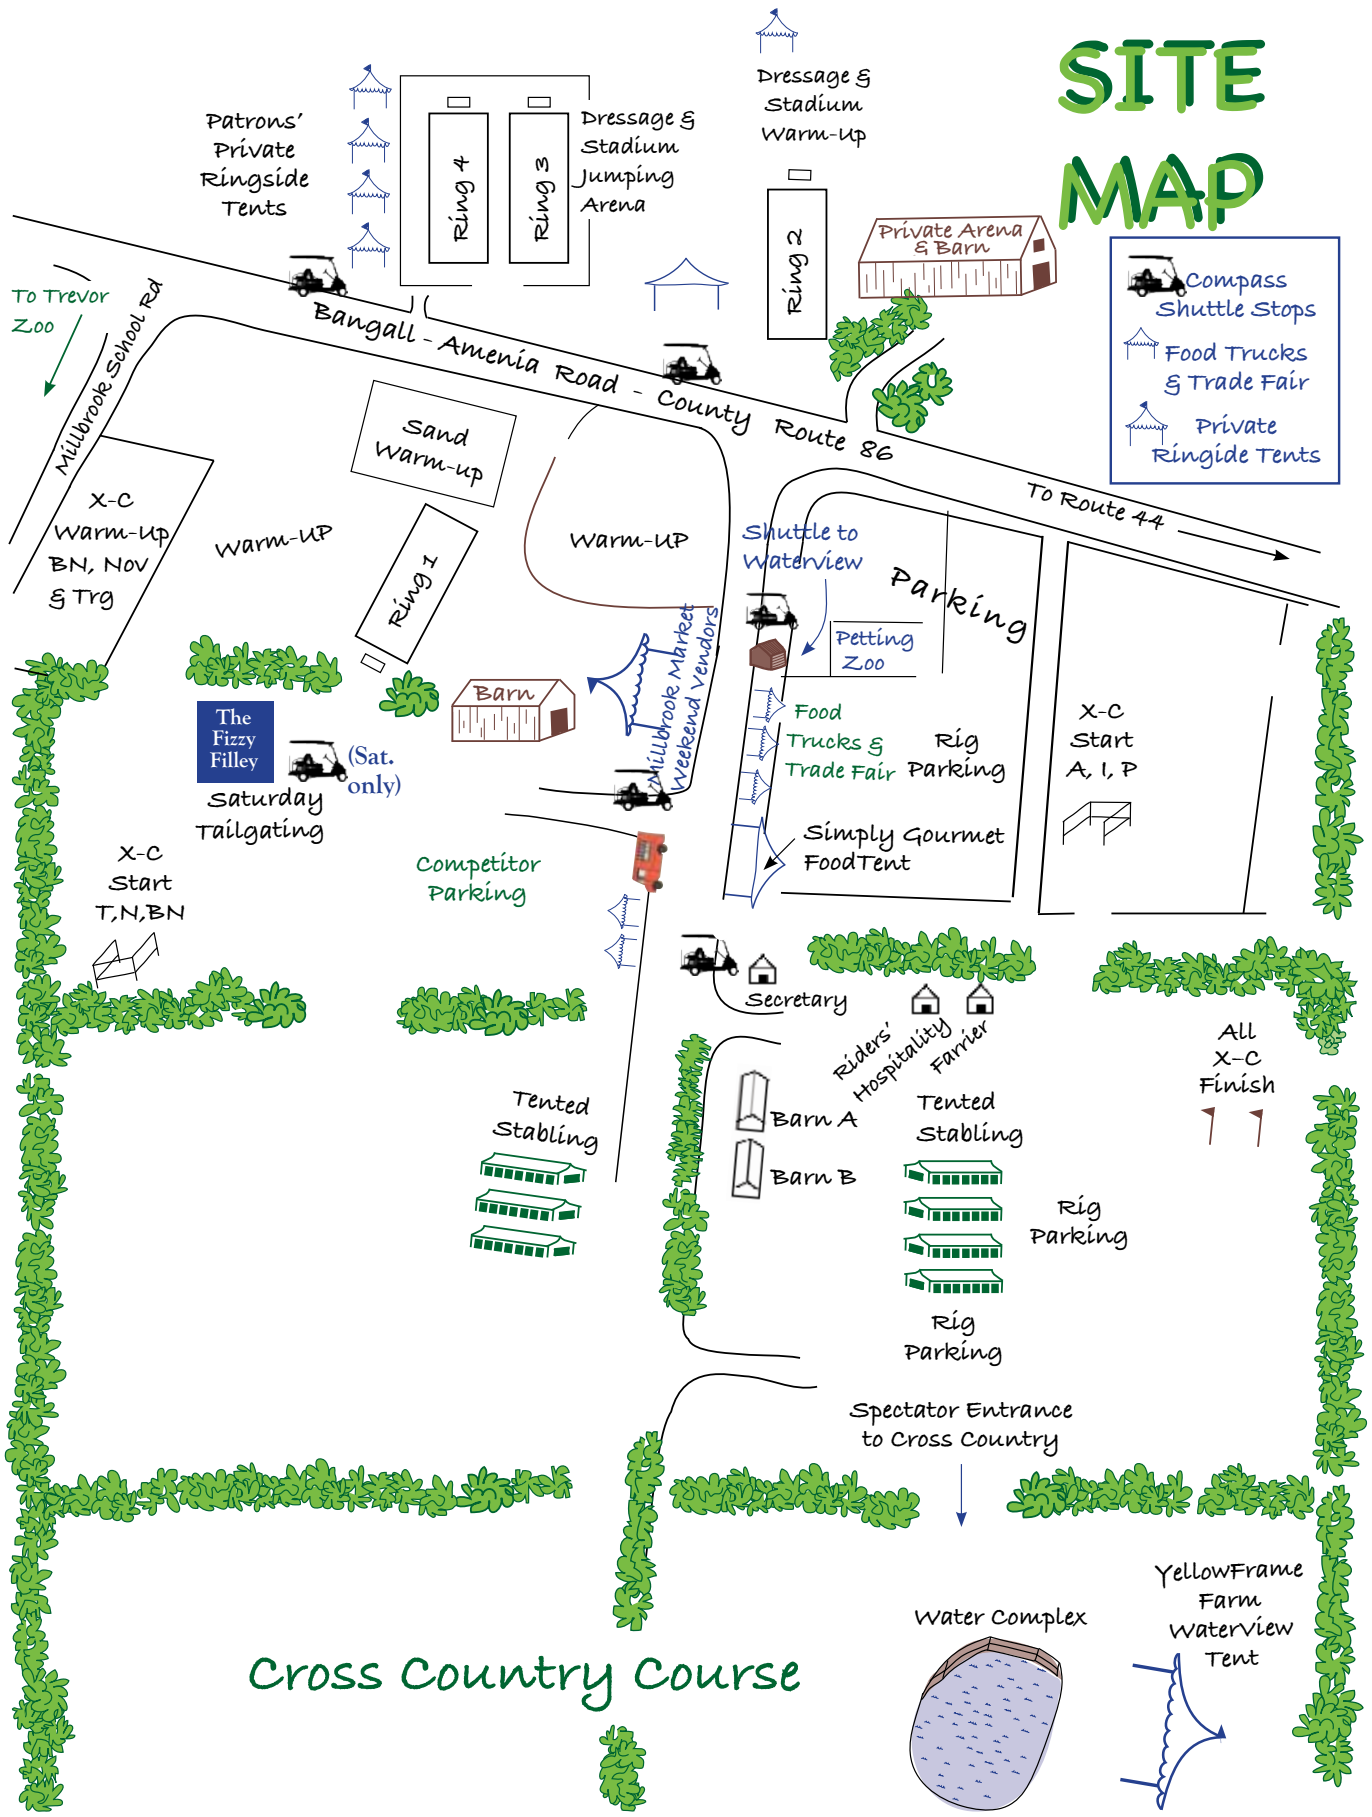 SITE
MAP
Dressage &
Stadium
Warm-Up
Patrons'
Private
Ringside
Tents
Ring 4
Ring 3
Dressage &
Stadium
Jumping
Arena
Ring 2
Private Arena
& Barn
Compass
Shuttle Stops
Food Trucks
& Trade Fair
Private
Ringide Tents
To Trevor
Zoo
Millbrook School Rd
Bangall - Amenia Road - County Route 86
To Route 44
Sand
Warm-up
X-C
Warm-Up
BN, Nov
& Trg
Warm-UP
Ring 1
Warm-UP
Shuttle to
Waterview
Parking
Petting
Zoo
Millbrook Market
Weekend Vendors
Barn
The
Fizzy
Filley
(Sat.
only)
Saturday
Tailgating
Food
Trucks &
Trade Fair
Rig
Parking
X-C
Start
A, I, P
Simply Gourmet
FoodTent
X-C
Start
T,N,BN
Competitor
Parking
Secretary
Riders'
Hospitality
Farrier
All
X-C
Finish
Tented
Stabling
Barn A
Barn B
Tented
Stabling
Rig
Parking
Rig
Parking
Spectator Entrance
to Cross Country
Water Complex
YellowFrame
Farm
WaterView
Tent
Cross Country Course